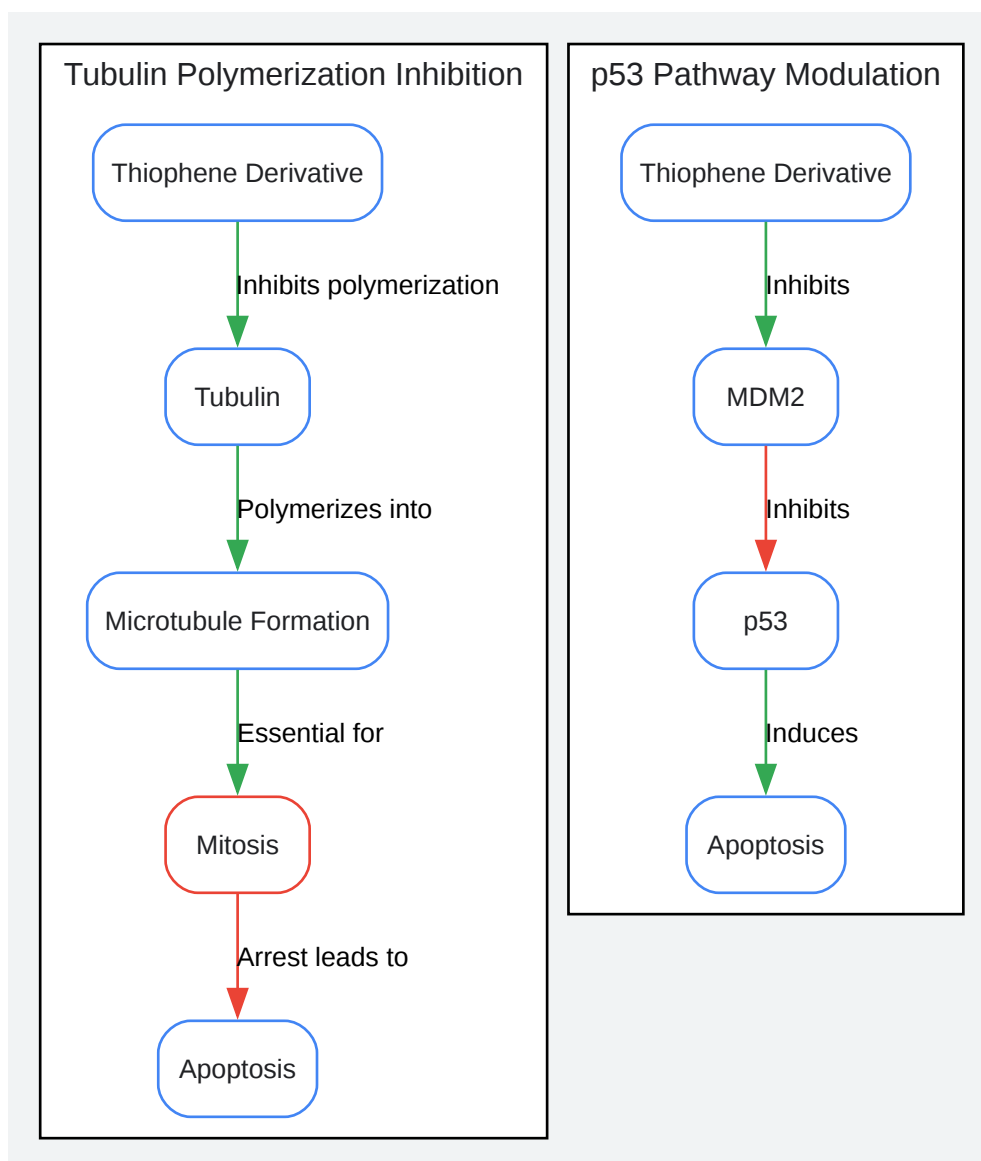 Tubulin Polymerization Inhibition
Thiophene Derivative
Inhibits polymerization
Tubulin
Polymerizes into
Microtubule Formation
Essential for
Mitosis
Arrest leads to
Apoptosis
p53 Pathway Modulation
Thiophene Derivative
Inhibits
MDM2
Inhibits
p53
Induces
Apoptosis